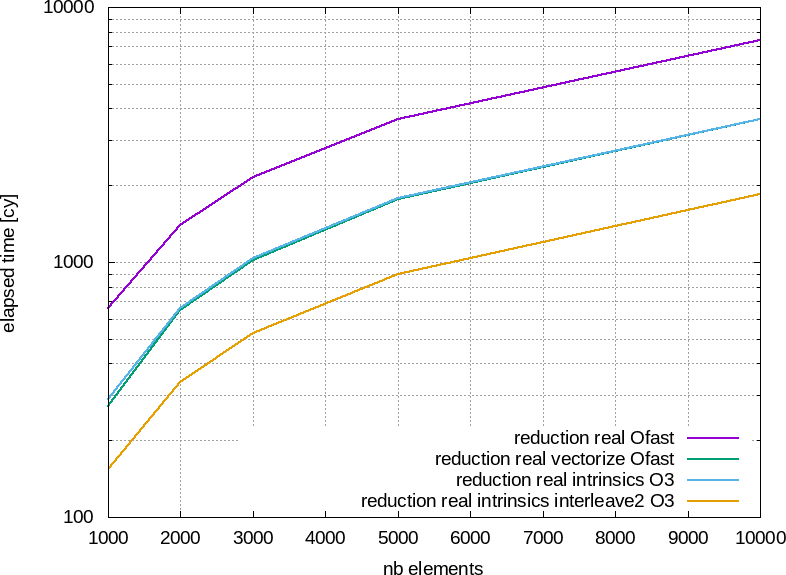 10000
1000
100
elapsed time [cy]
reduction real Ofast
reduction real vectorize Ofast
reduction real intrinsics O3
reduction real intrinsics interleave2 O3
1000 2000 3000 4000 5000 6000 7000 8000 9000 10000
nb elements